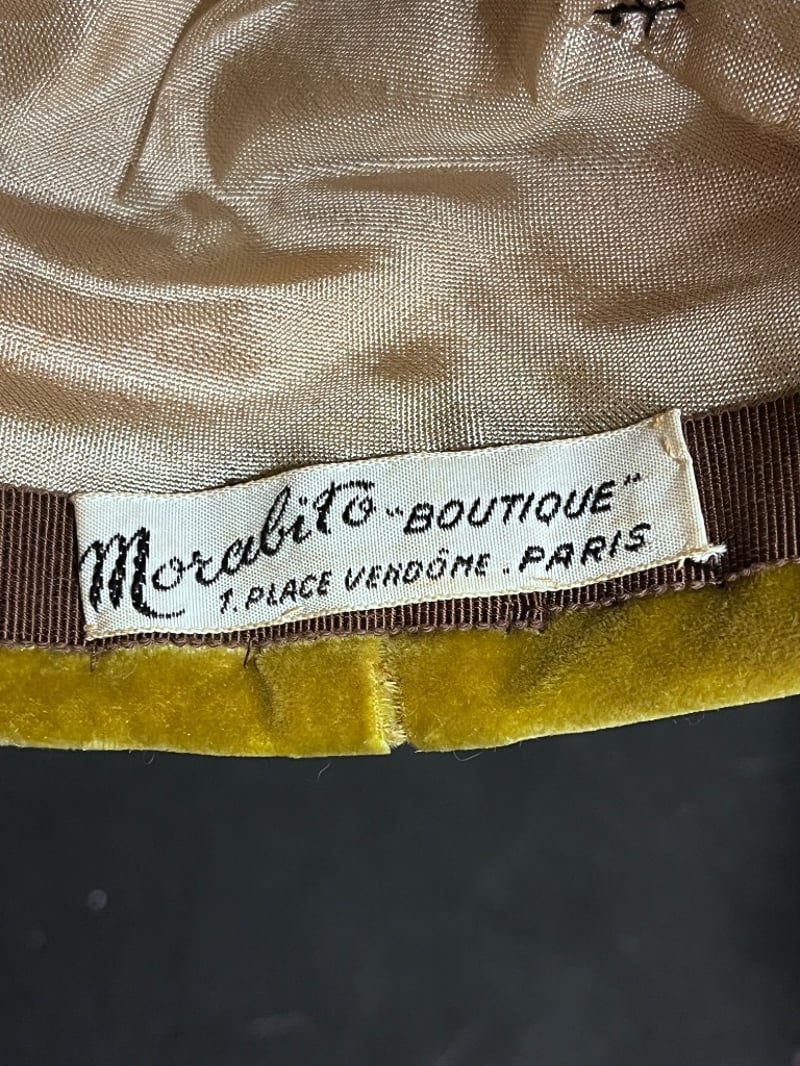 Morabito "BOUTIQUE"
1. PLACE VENDÔME . PARIS